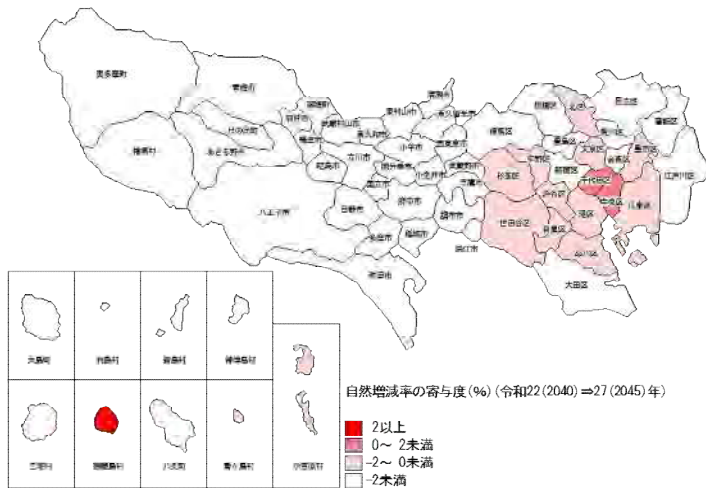 奥多摩町
青梅市
瑞穂町
日の出町
羽村市
武蔵村山市
東村山市
清瀬市
東久留米市
檜原村
あきる野市
福生市
東大和市
小平市
西東京市
昭島市
立川市
国分寺市
小金井市
武蔵野市
三鷹市
国立市
八王子市
日野市
府中市
調布市
多摩市
稲城市
狛江市
町田市
板橋区
北区
足立区
葛飾区
練馬区
豊島区
荒川区
文京区
台東区
墨田区
中野区
杉並区
新宿区
千代田区
江戸川区
渋谷区
中央区
江東区
世田谷区
港区
目黒区
品川区
大田区
大島町
利島村
新島村
神津島村
三宅村
御蔵島村
八丈町
青ヶ島村
小笠原村
自然増減率の寄与度(%)(令和22(2040)⇒27(2045)年)
2以上
0～ 2未満
-2～ 0未満
-2未満